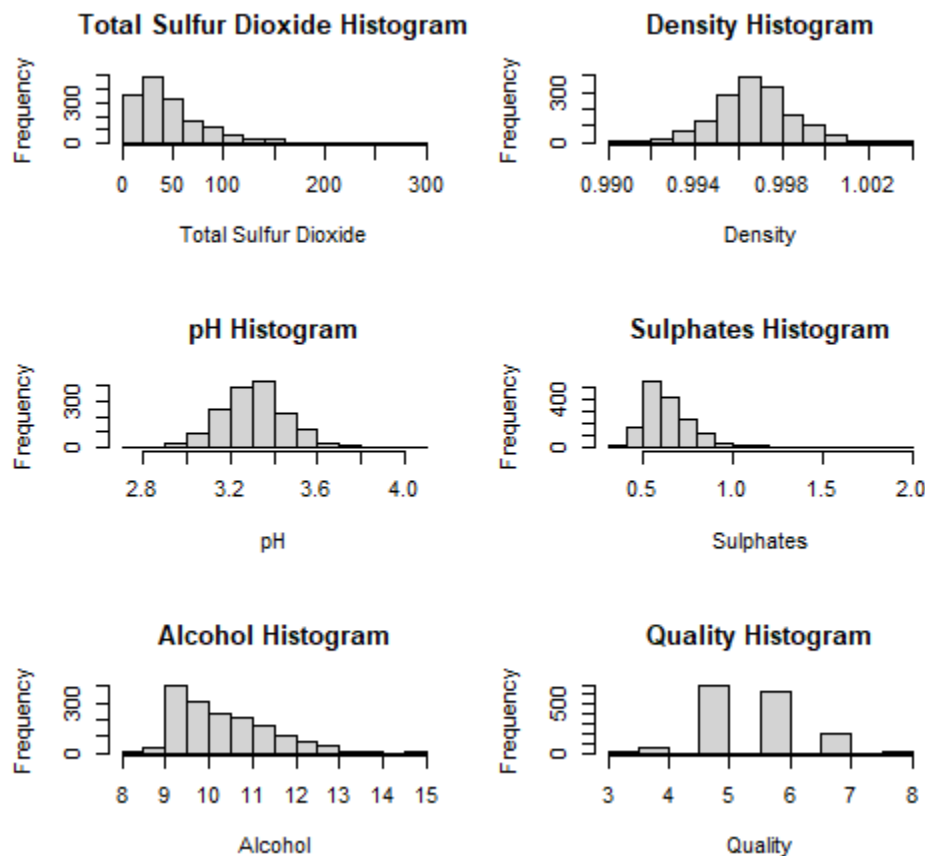 Total Sulfur Dioxide Histogram
Frequency
0 300
0 50 100 200 300
Total Sulfur Dioxide
Density Histogram
Frequency
0 300
0.990 0.994 0.998 1.002
Density
pH Histogram
Frequency
0 300
2.8 3.2 3.6 4.0
pH
Sulphates Histogram
Frequency
0 400
0.5 1.0 1.5 2.0
Sulphates
Alcohol Histogram
Frequency
0 300
8 9 10 11 12 13 14 15
Alcohol
Quality Histogram
Frequency
0 500
3 4 5 6 7 8
Quality